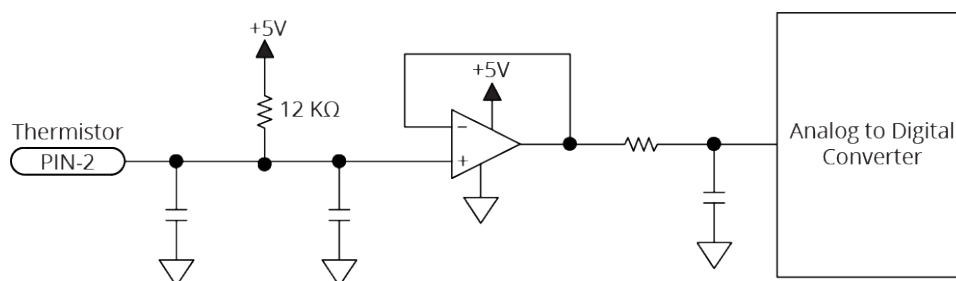 +5V
12 KΩ
Thermistor
PIN-2
+5V
−
+
Analog to Digital
Converter